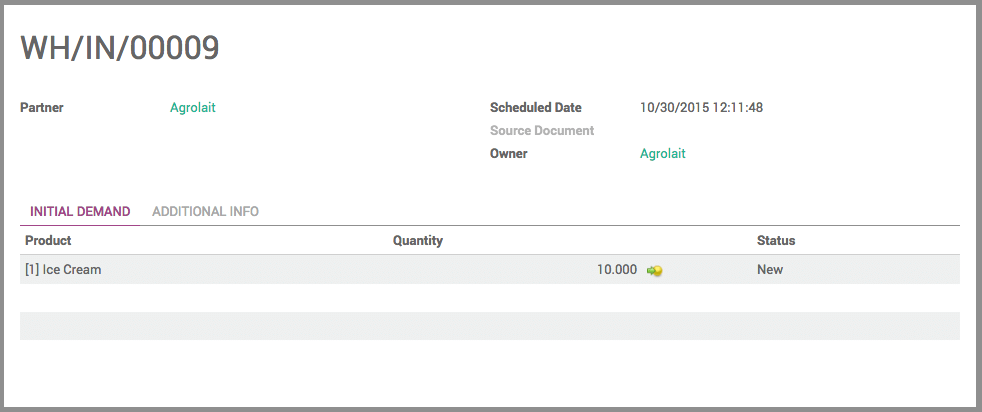 WH/IN/00009
Partner Agrolait Scheduled Date 10/30/2015 12:11:48
Source Document
Owner Agrolait
INITIAL DEMAND ADDITIONAL INFO
Product Quantity Status
[1] Ice Cream 10.000 New